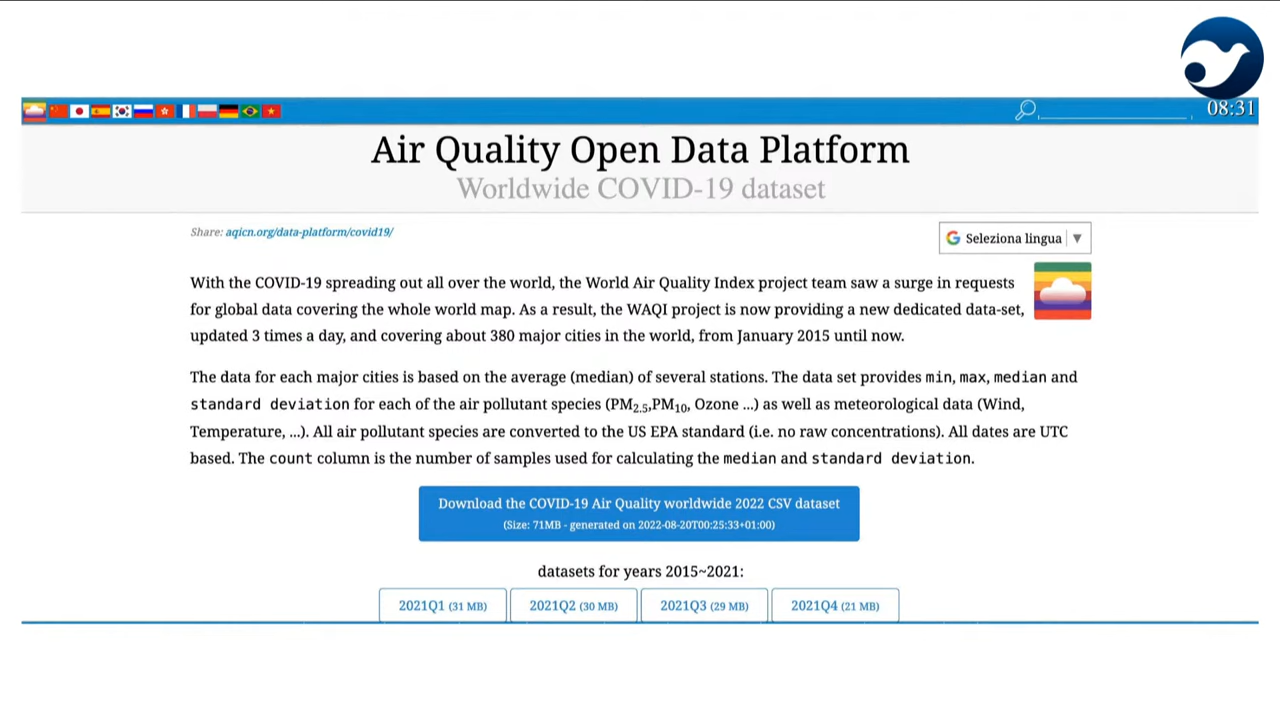 08:31
Air Quality Open Data Platform
Worldwide COVID-19 dataset
Share: aqicn.org/data-platform/covid19/
Seleziona lingua ▼
With the COVID-19 spreading out all over the world, the World Air Quality Index project team saw a surge in requests
for global data covering the whole world map. As a result, the WAQI project is now providing a new dedicated data-set,
updated 3 times a day, and covering about 380 major cities in the world, from January 2015 until now.
The data for each major cities is based on the average (median) of several stations. The data set provides min, max, median and
standard deviation for each of the air pollutant species (PM2.5,PM10, Ozone ...) as well as meteorological data (Wind,
Temperature, ...). All air pollutant species are converted to the US EPA standard (i.e. no raw concentrations). All dates are UTC
based. The count column is the number of samples used for calculating the median and standard deviation.
Download the COVID-19 Air Quality worldwide 2022 CSV dataset
(Size: 71MB - generated on 2022-08-20T00:25:33+01:00)
datasets for years 2015~2021:
2021Q1 (31 MB) 2021Q2 (30 MB) 2021Q3 (29 MB) 2021Q4 (21 MB)